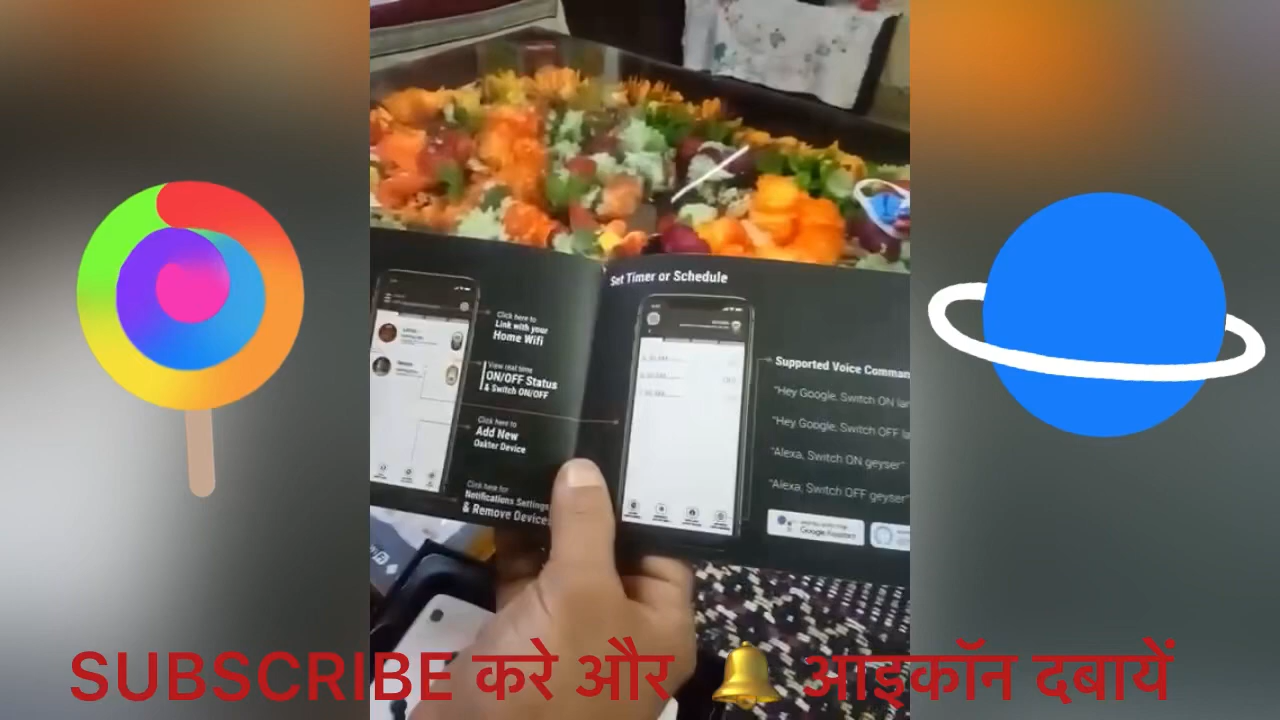 Set Timer or Schedule
Click here to
Link with your
Home Wifi
View real time
ON/OFF Status
& Switch ON/OFF
Click here to
Add New
Oakter Device
Click here for
Notifications Settings
& Remove Device
Supported Voice Comman
"Hey Google, Switch ON la
"Hey Google, Switch OFF la
"Alexa, Switch ON geyser"
"Alexa, Switch OFF geyser"
Google Assistant
SUBSCRIBE करे और 🔔 आइकॉन दबायें